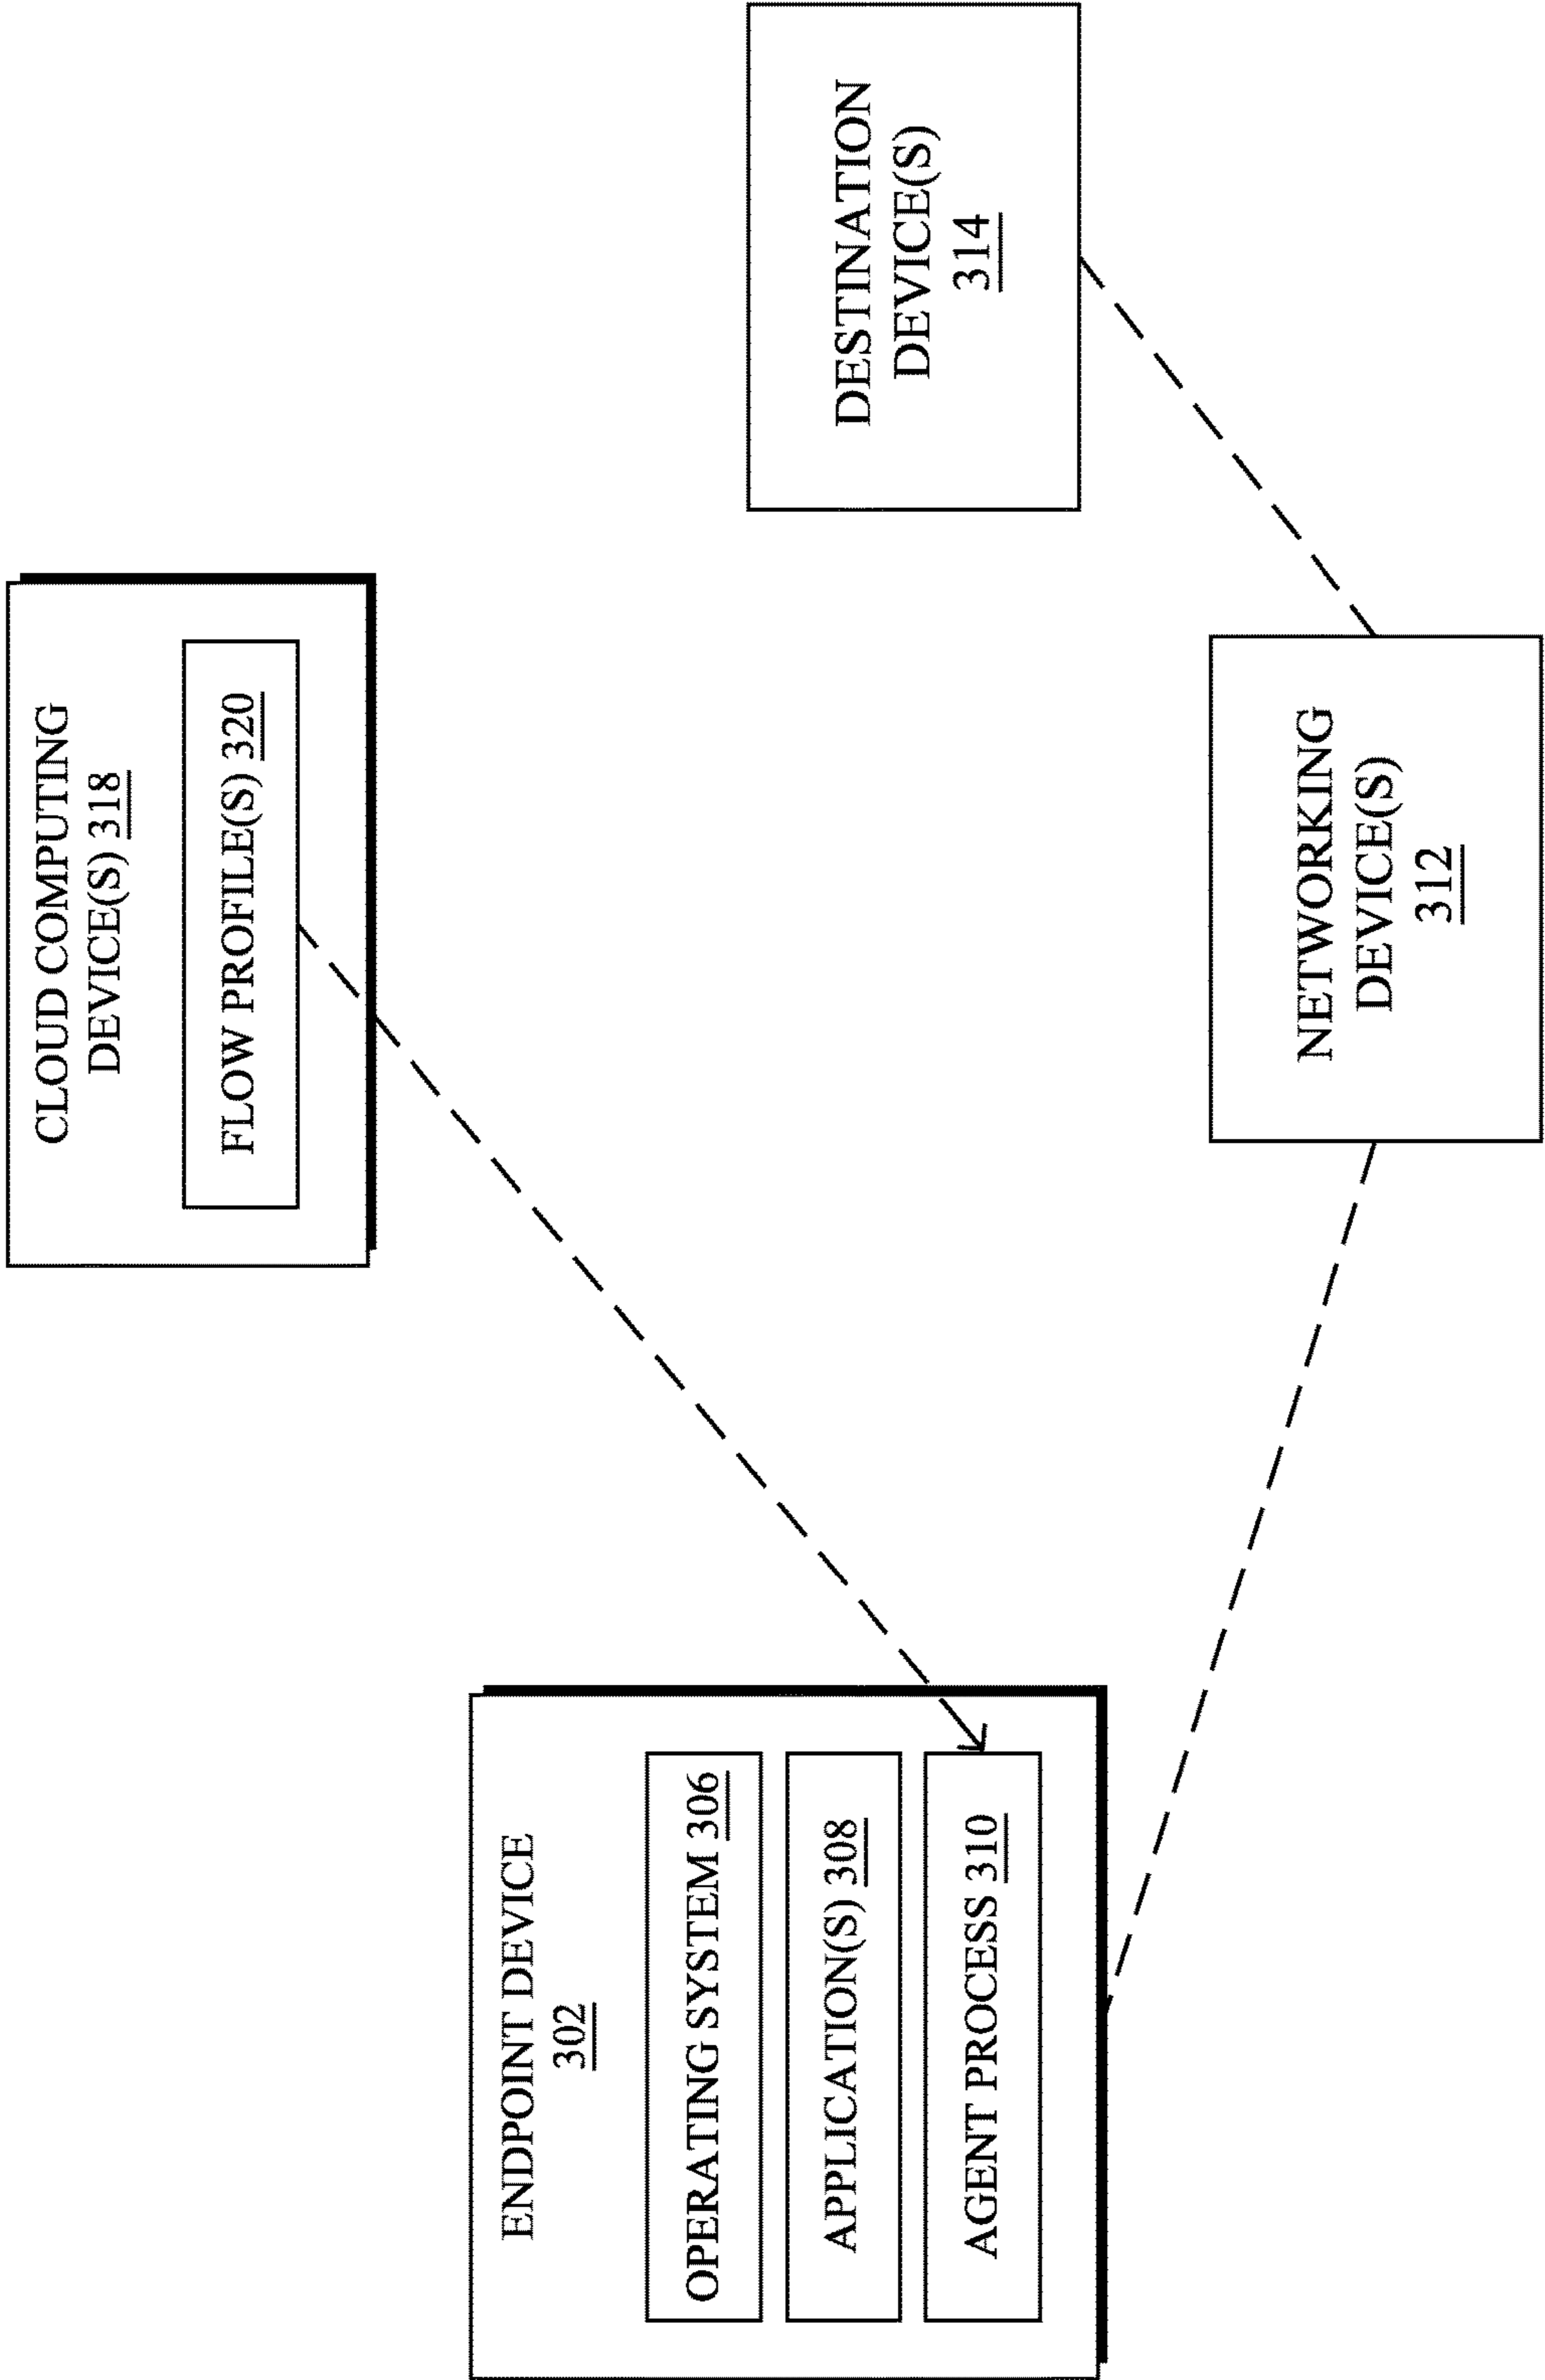 CLOUD COMPUTING
DEVICE(S) 318
FLOW PROFILE(S) 320
ENDPOINT DEVICE
302
OPERATING SYSTEM 306
APPLICATION(S) 308
AGENT PROCESS 310
DESTINATION
DEVICE(S)
314
NETWORKING
DEVICE(S)
312